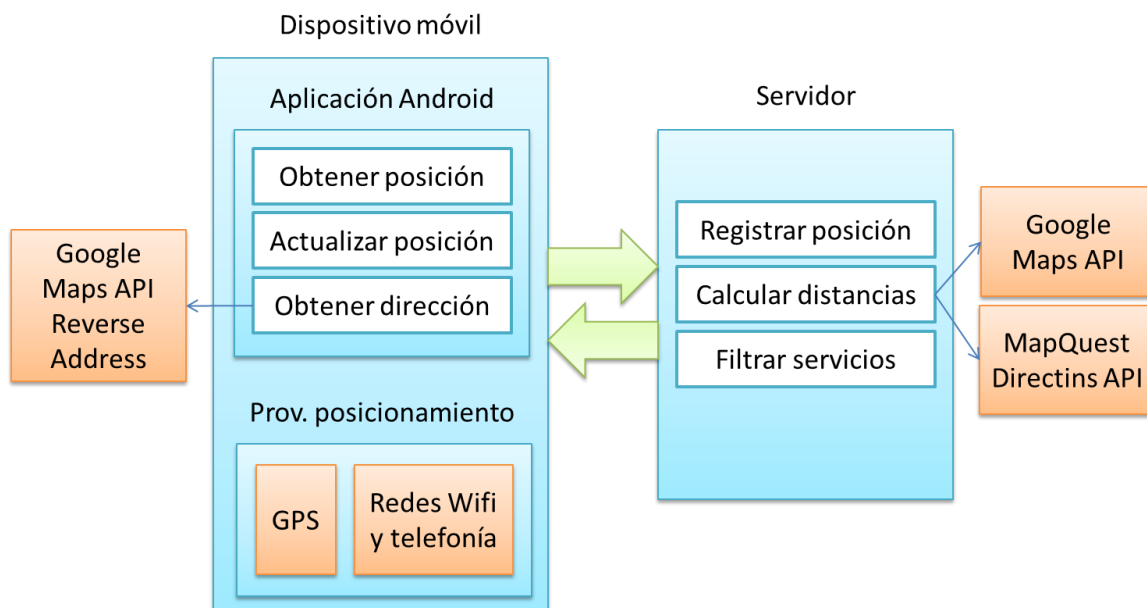 Dispositivo móvil
Aplicación Android
Obtener posición
Actualizar posición
Obtener dirección
Google
Maps API
Reverse
Address
Prov. posicionamiento
GPS
Redes Wifi
y telefonía
Servidor
Registrar posición
Calcular distancias
Filtrar servicios
Google
Maps API
MapQuest
Directins API